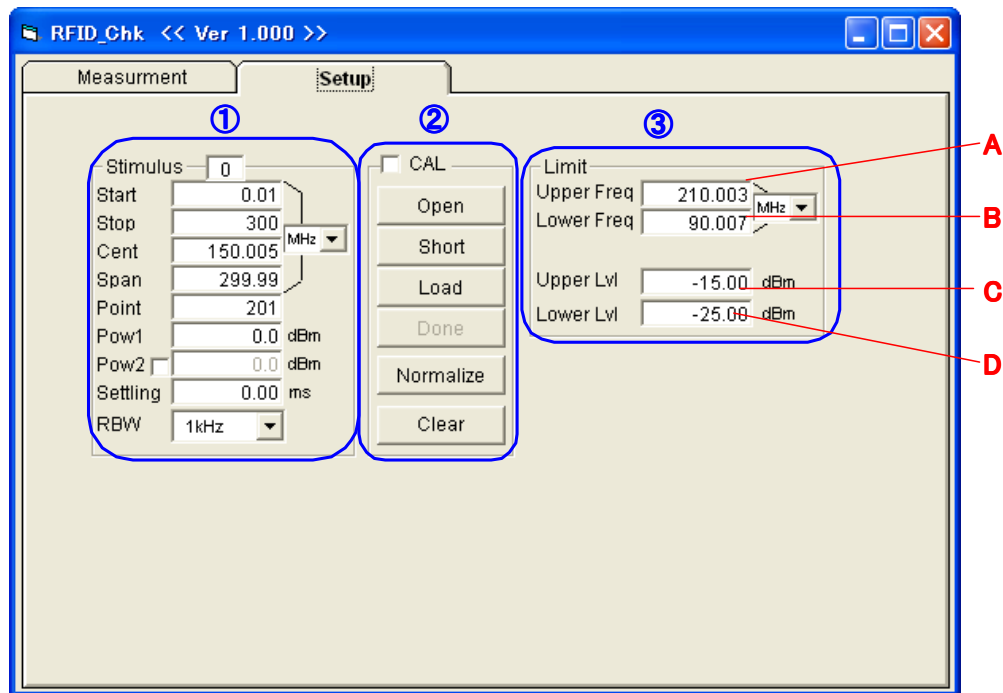 RFID_Chk << Ver 1.000 >>
Measurment Setup
① ② ③
Stimulus 0
Start 0.01
Stop 300
Cent 150.005 MHz
Span 299.99
Point 201
Pow1 0.0 dBm
Pow2 0.0 dBm
Settling 0.00 ms
RBW 1kHz
CAL
Open
Short
Load
Done
Normalize
Clear
Limit
Upper Freq 210.003 MHz
Lower Freq 90.007
Upper Lvl -15.00 dBm
Lower Lvl -25.00 dBm
A
B
C
D